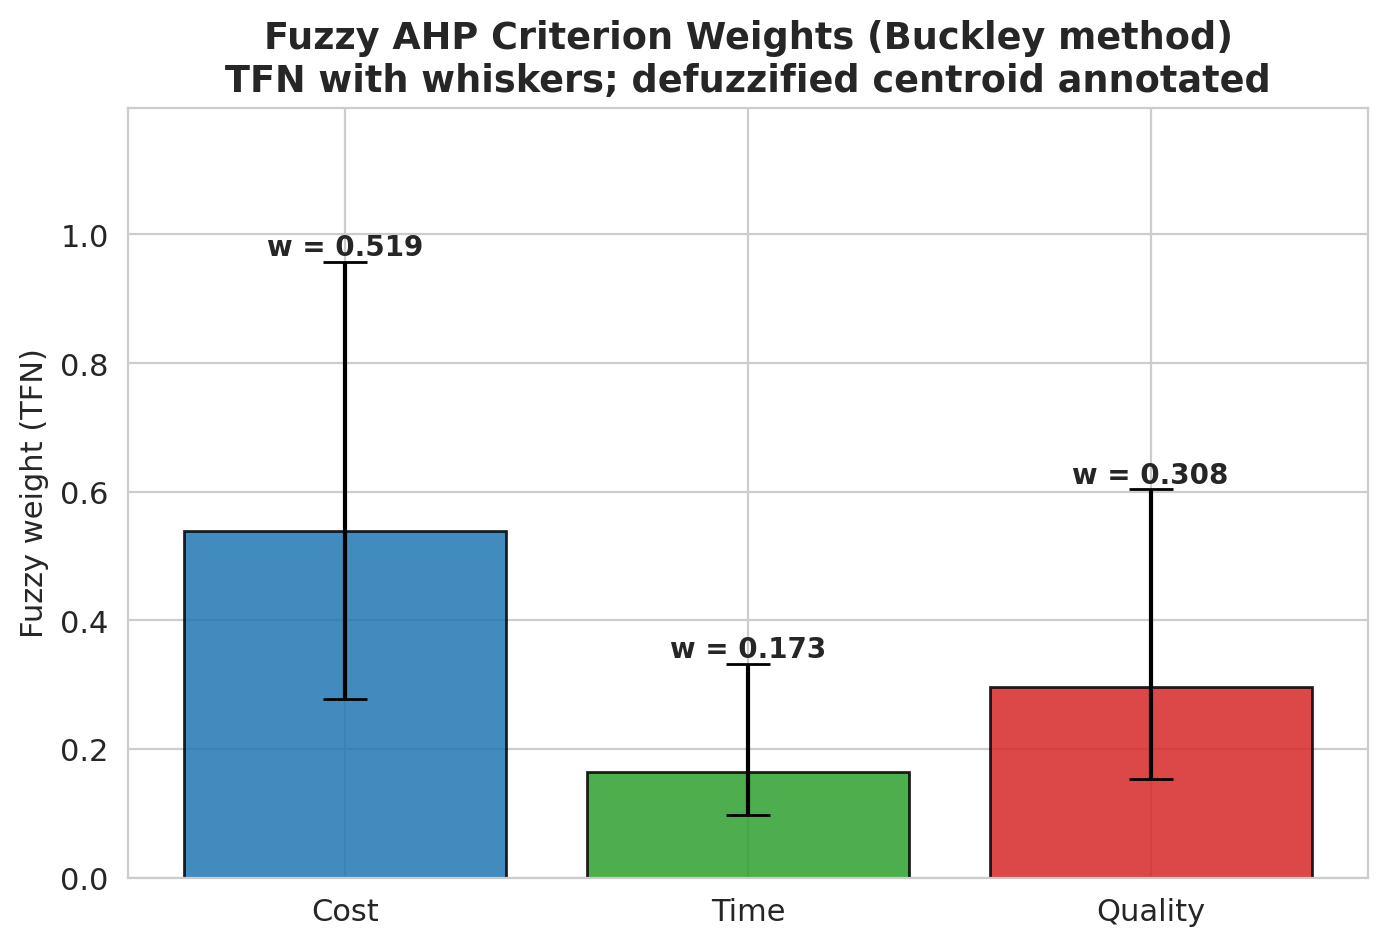 Fuzzy AHP Criterion Weights (Buckley method)
TFN with whiskers; defuzzified centroid annotated
Fuzzy weight (TFN)
1.0
0.8
0.6
0.4
0.2
0.0
w = 0.519
w = 0.173
w = 0.308
Cost
Time
Quality